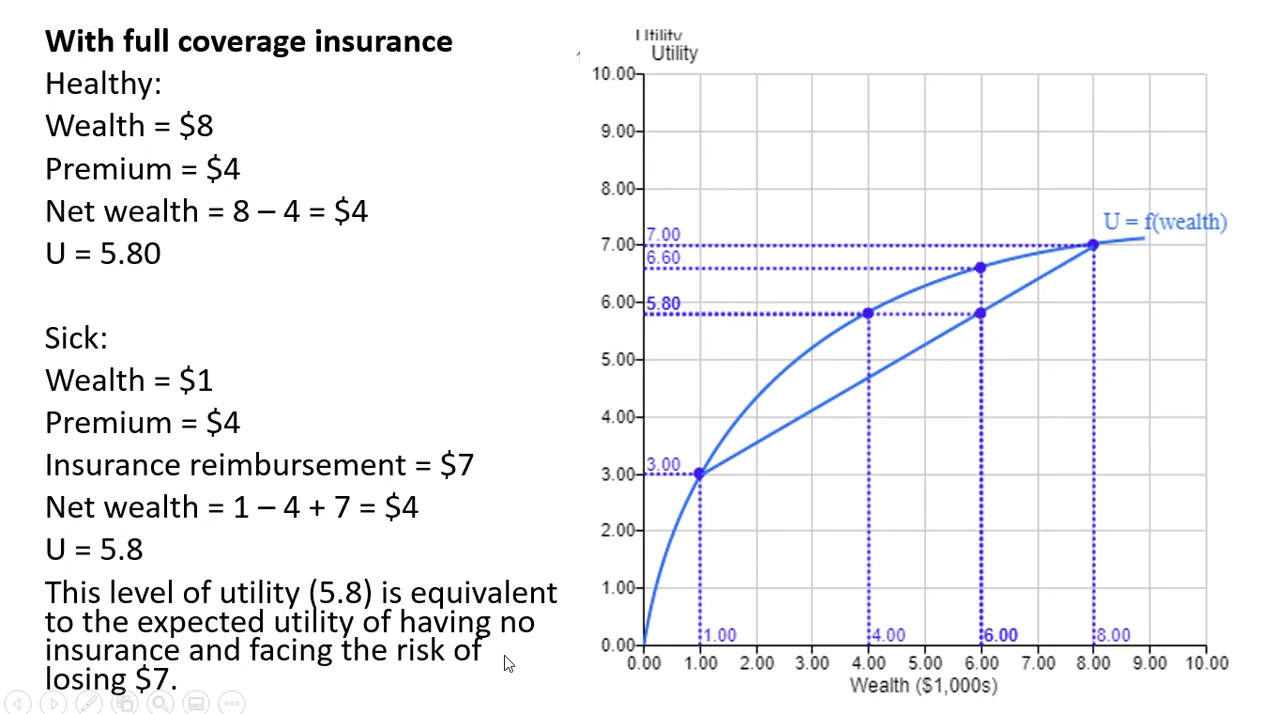 With full coverage insurance
Healthy:
Wealth = $8
Premium = $4
Net wealth = 8 – 4 = $4
U = 5.80
Sick:
Wealth = $1
Premium = $4
Insurance reimbursement = $7
Net wealth = 1 – 4 + 7 = $4
U = 5.8
This level of utility (5.8) is equivalent
to the expected utility of having no
insurance and facing the risk of
losing $7.
Utility
Utility
10.00
9.00
8.00
U = f(wealth)
7.00
7.00
6.60
6.00
5.80
5.00
4.00
3.00
3.00
2.00
1.00
1.00 4.00 6.00 8.00
0.00
0.00 1.00 2.00 3.00 4.00 5.00 6.00 7.00 8.00 9.00 10.00
Wealth ($1,000s)